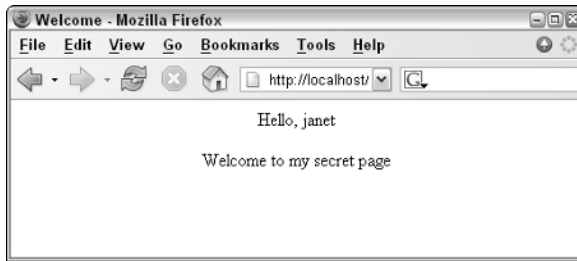 Welcome - Mozilla Firefox
File Edit View Go Bookmarks Tools Help
http://localhost/ G
Hello, janet
Welcome to my secret page